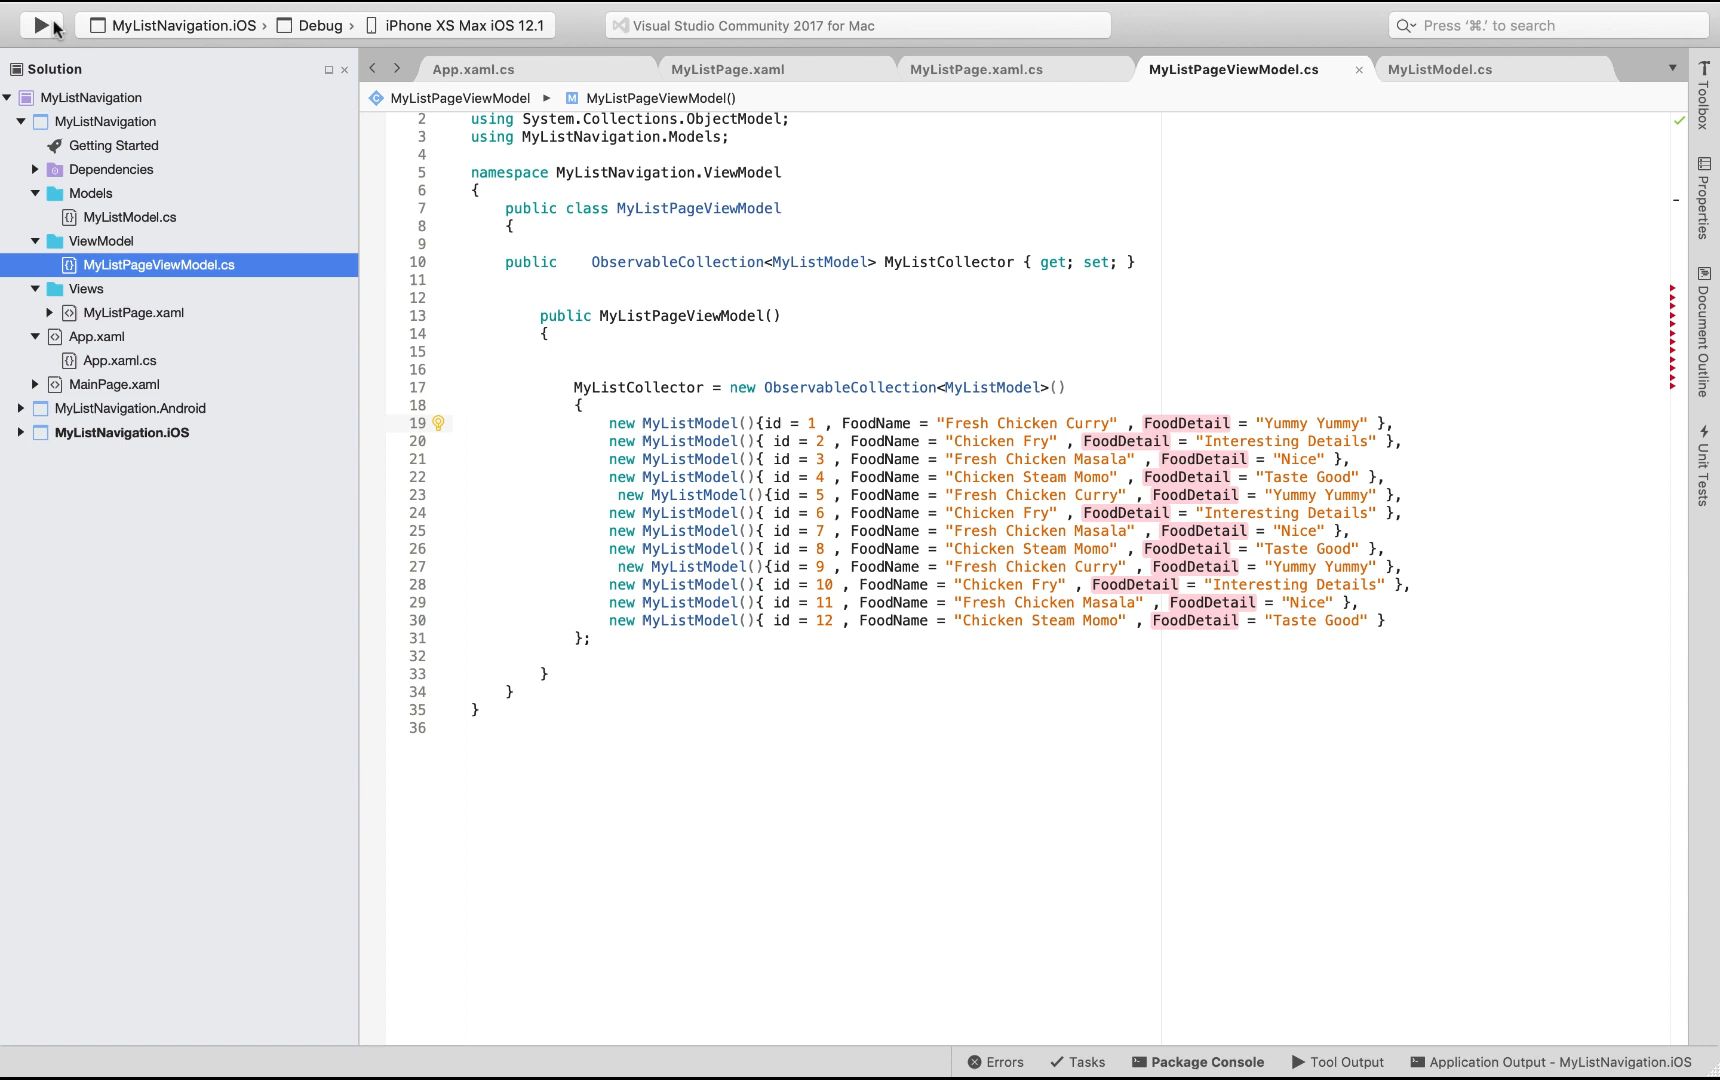 MyListNavigation.iOS › Debug › iPhone XS Max iOS 12.1
Visual Studio Community 2017 for Mac
Press '⌘.' to search
Solution
App.xaml.cs
MyListPage.xaml
MyListPage.xaml.cs
MyListPageViewModel.cs
MyListModel.cs
MyListNavigation
MyListNavigation
Getting Started
Dependencies
Models
MyListModel.cs
ViewModel
MyListPageViewModel.cs
Views
MyListPage.xaml
App.xaml
App.xaml.cs
MainPage.xaml
MyListNavigation.Android
MyListNavigation.iOS
MyListPageViewModel ▸ M MyListPageViewModel()
2 using System.Collections.ObjectModel;
3 using MyListNavigation.Models;
4
5 namespace MyListNavigation.ViewModel
6 {
7 public class MyListPageViewModel
8 {
9
10 public ObservableCollection<MyListModel> MyListCollector { get; set; }
11
12
13 public MyListPageViewModel()
14 {
15
16
17 MyListCollector = new ObservableCollection<MyListModel>()
18 {
19 new MyListModel(){id = 1 , FoodName = "Fresh Chicken Curry" , FoodDetail = "Yummy Yummy" },
20 new MyListModel(){ id = 2 , FoodName = "Chicken Fry" , FoodDetail = "Interesting Details" },
21 new MyListModel(){ id = 3 , FoodName = "Fresh Chicken Masala" , FoodDetail = "Nice" },
22 new MyListModel(){ id = 4 , FoodName = "Chicken Steam Momo" , FoodDetail = "Taste Good" },
23 new MyListModel(){id = 5 , FoodName = "Fresh Chicken Curry" , FoodDetail = "Yummy Yummy" },
24 new MyListModel(){ id = 6 , FoodName = "Chicken Fry" , FoodDetail = "Interesting Details" },
25 new MyListModel(){ id = 7 , FoodName = "Fresh Chicken Masala" , FoodDetail = "Nice" },
26 new MyListModel(){ id = 8 , FoodName = "Chicken Steam Momo" , FoodDetail = "Taste Good" },
27 new MyListModel(){id = 9 , FoodName = "Fresh Chicken Curry" , FoodDetail = "Yummy Yummy" },
28 new MyListModel(){ id = 10 , FoodName = "Chicken Fry" , FoodDetail = "Interesting Details" },
29 new MyListModel(){ id = 11 , FoodName = "Fresh Chicken Masala" , FoodDetail = "Nice" },
30 new MyListModel(){ id = 12 , FoodName = "Chicken Steam Momo" , FoodDetail = "Taste Good" }
31 };
32
33 }
34 }
35 }
36
Toolbox
Properties
Document Outline
Unit Tests
Errors
Tasks
Package Console
Tool Output
Application Output - MyListNavigation.iOS